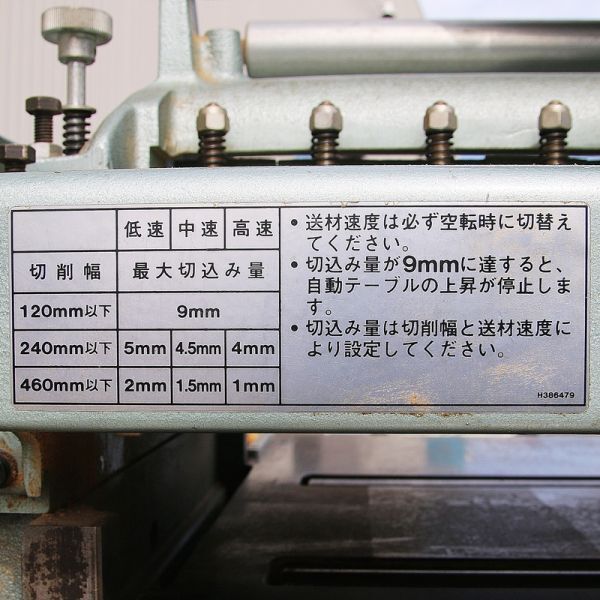 低速 中速 高速
切削幅 最大切込み量
120mm以下 9mm
240mm以下 5mm 4.5mm 4mm
460mm以下 2mm 1.5mm 1mm
• 送材速度は必ず空転時に切替え
てください。
• 切込み量が9mmに達すると、
自動テーブルの上昇が停止しま
す。
• 切込み量は切削幅と送材速度に
より設定してください。
H386479